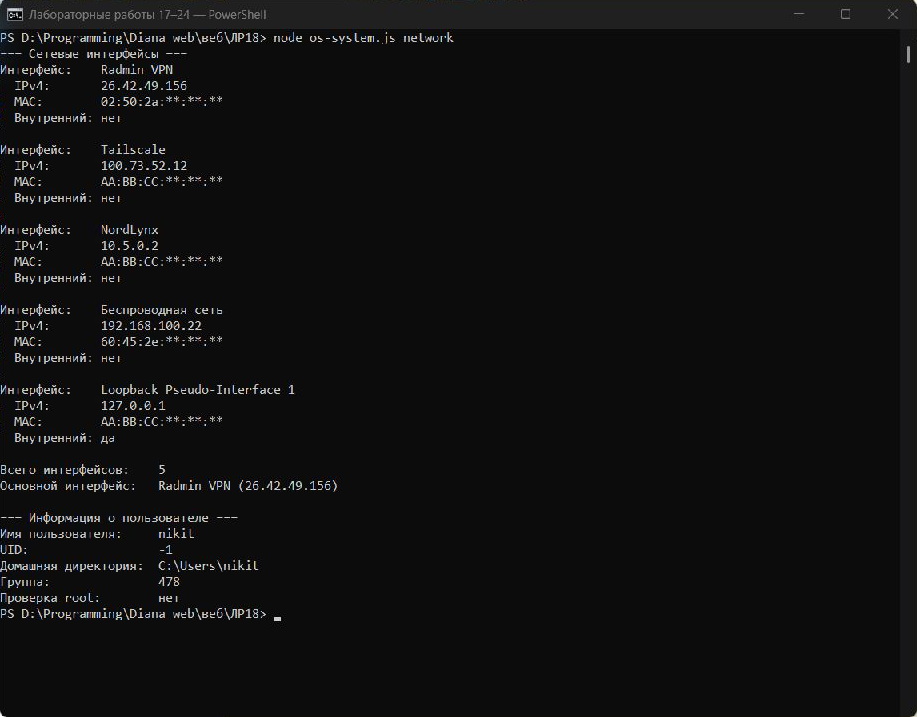 Лабораторные работы 17–24 — PowerShell
PS D:\Programming\Diana web\веб\ЛР18> node os-system.js network
=== Сетевые интерфейсы ===
Интерфейс: Radmin VPN
IPv4: 26.42.49.156
MAC: 02:50:2a:**:**:**
Внутренний: нет
Интерфейс: Tailscale
IPv4: 100.73.52.12
MAC: AA:BB:CC:**:**:**
Внутренний: нет
Интерфейс: NordLynx
IPv4: 10.5.0.2
MAC: AA:BB:CC:**:**:**
Внутренний: нет
Интерфейс: Беспроводная сеть
IPv4: 192.168.100.22
MAC: 60:45:2e:**:**:**
Внутренний: нет
Интерфейс: Loopback Pseudo-Interface 1
IPv4: 127.0.0.1
MAC: AA:BB:CC:**:**:**
Внутренний: да
Всего интерфейсов: 5
Основной интерфейс: Radmin VPN (26.42.49.156)
=== Информация о пользователе ===
Имя пользователя: nikit
UID: -1
Домашняя директория: C:\Users\nikit
Группа: 478
Проверка root: нет
PS D:\Programming\Diana web\веб\ЛР18>